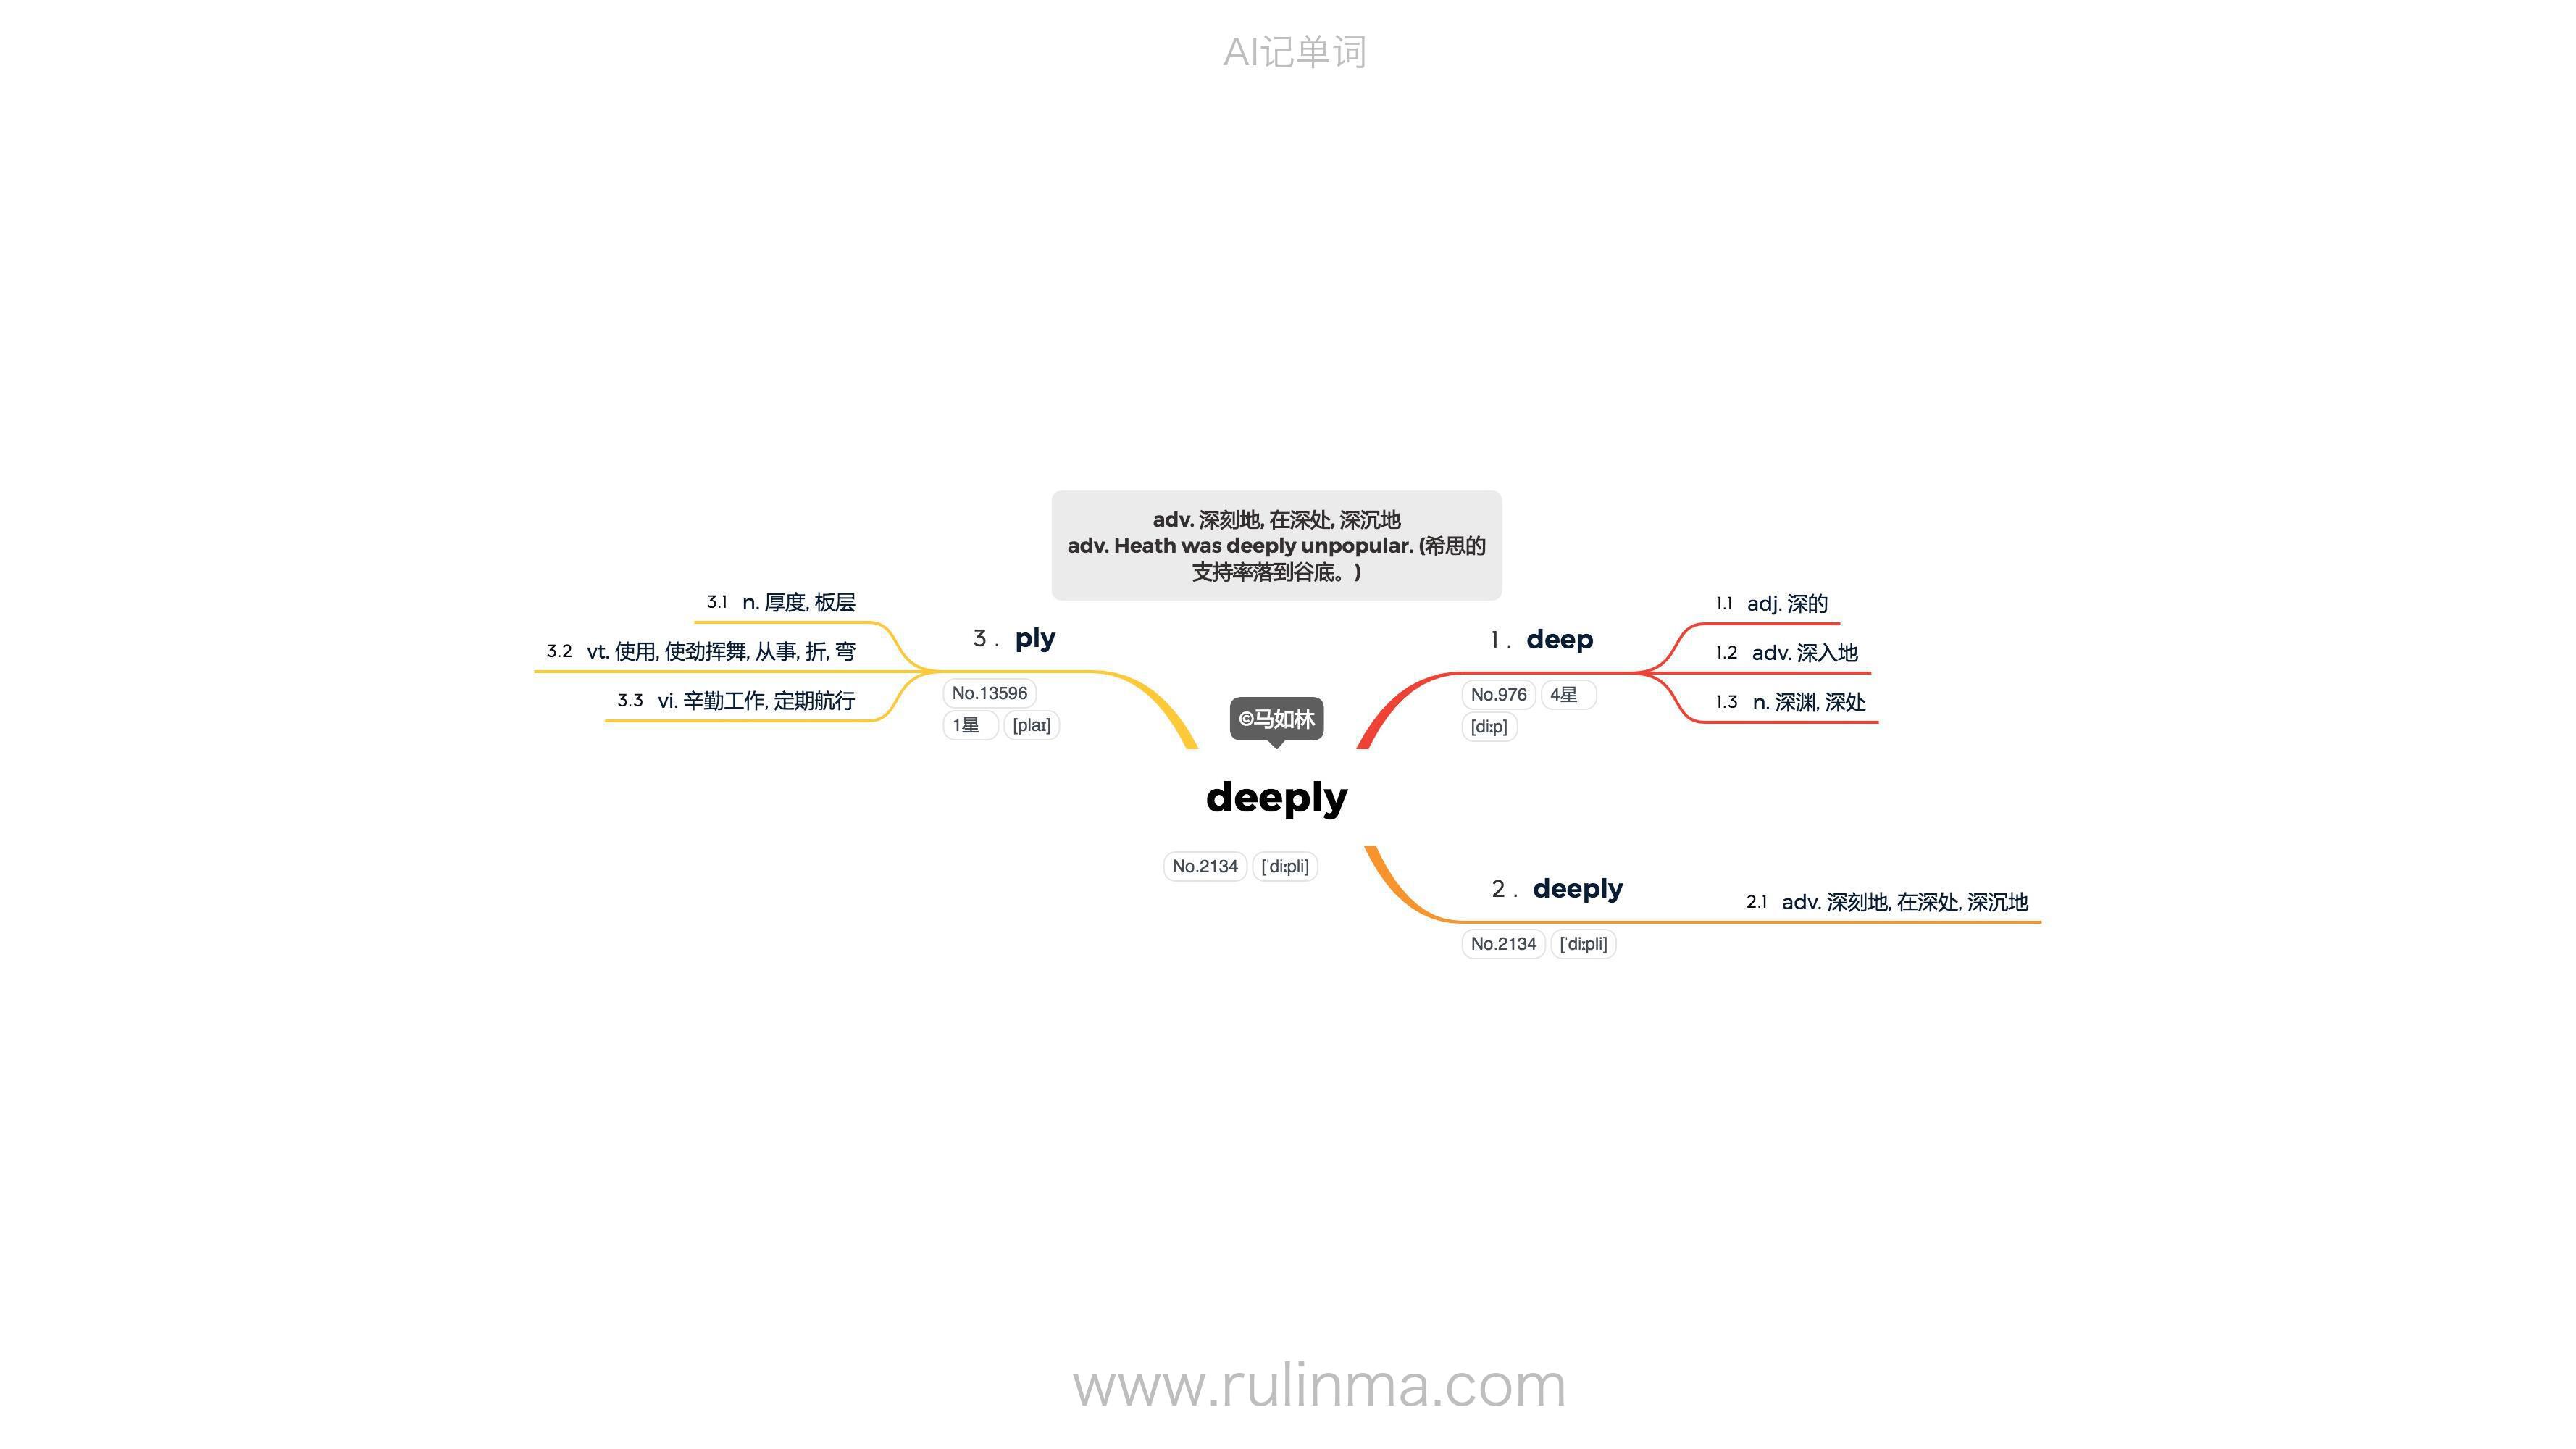 AI记单词
adv. 深刻地, 在深处, 深沉地
adv. Heath was deeply unpopular. (希思的
支持率落到谷底。)
©马如林
deeply
No.2134 [ˈdiːpli]
1. deep
No.976 4星
[diːp]
1.1 adj. 深的
1.2 adv. 深入地
1.3 n. 深渊, 深处
2. deeply
No.2134 [ˈdiːpli]
2.1 adv. 深刻地, 在深处, 深沉地
3. ply
No.13596
1星 [plaɪ]
3.1 n. 厚度, 板层
3.2 vt. 使用, 使劲挥舞, 从事, 折, 弯
3.3 vi. 辛勤工作, 定期航行
www.rulinma.com